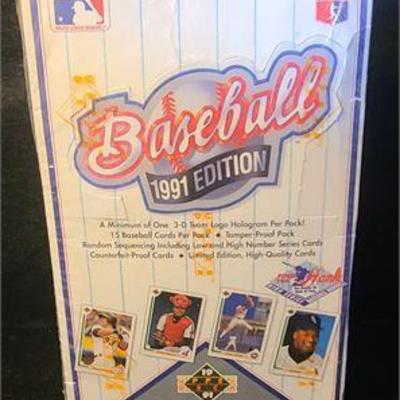 Baseball
1991 EDITION
A Minimum of One 3-D Team Logo Hologram Per Pack!
15 Baseball Cards Per Pack • Tamper-Proof Pack
Random Sequencing Including Low and High Number Series Cards
Counterfeit-Proof Cards • Limited Edition, High-Quality Cards
Hank
19
91